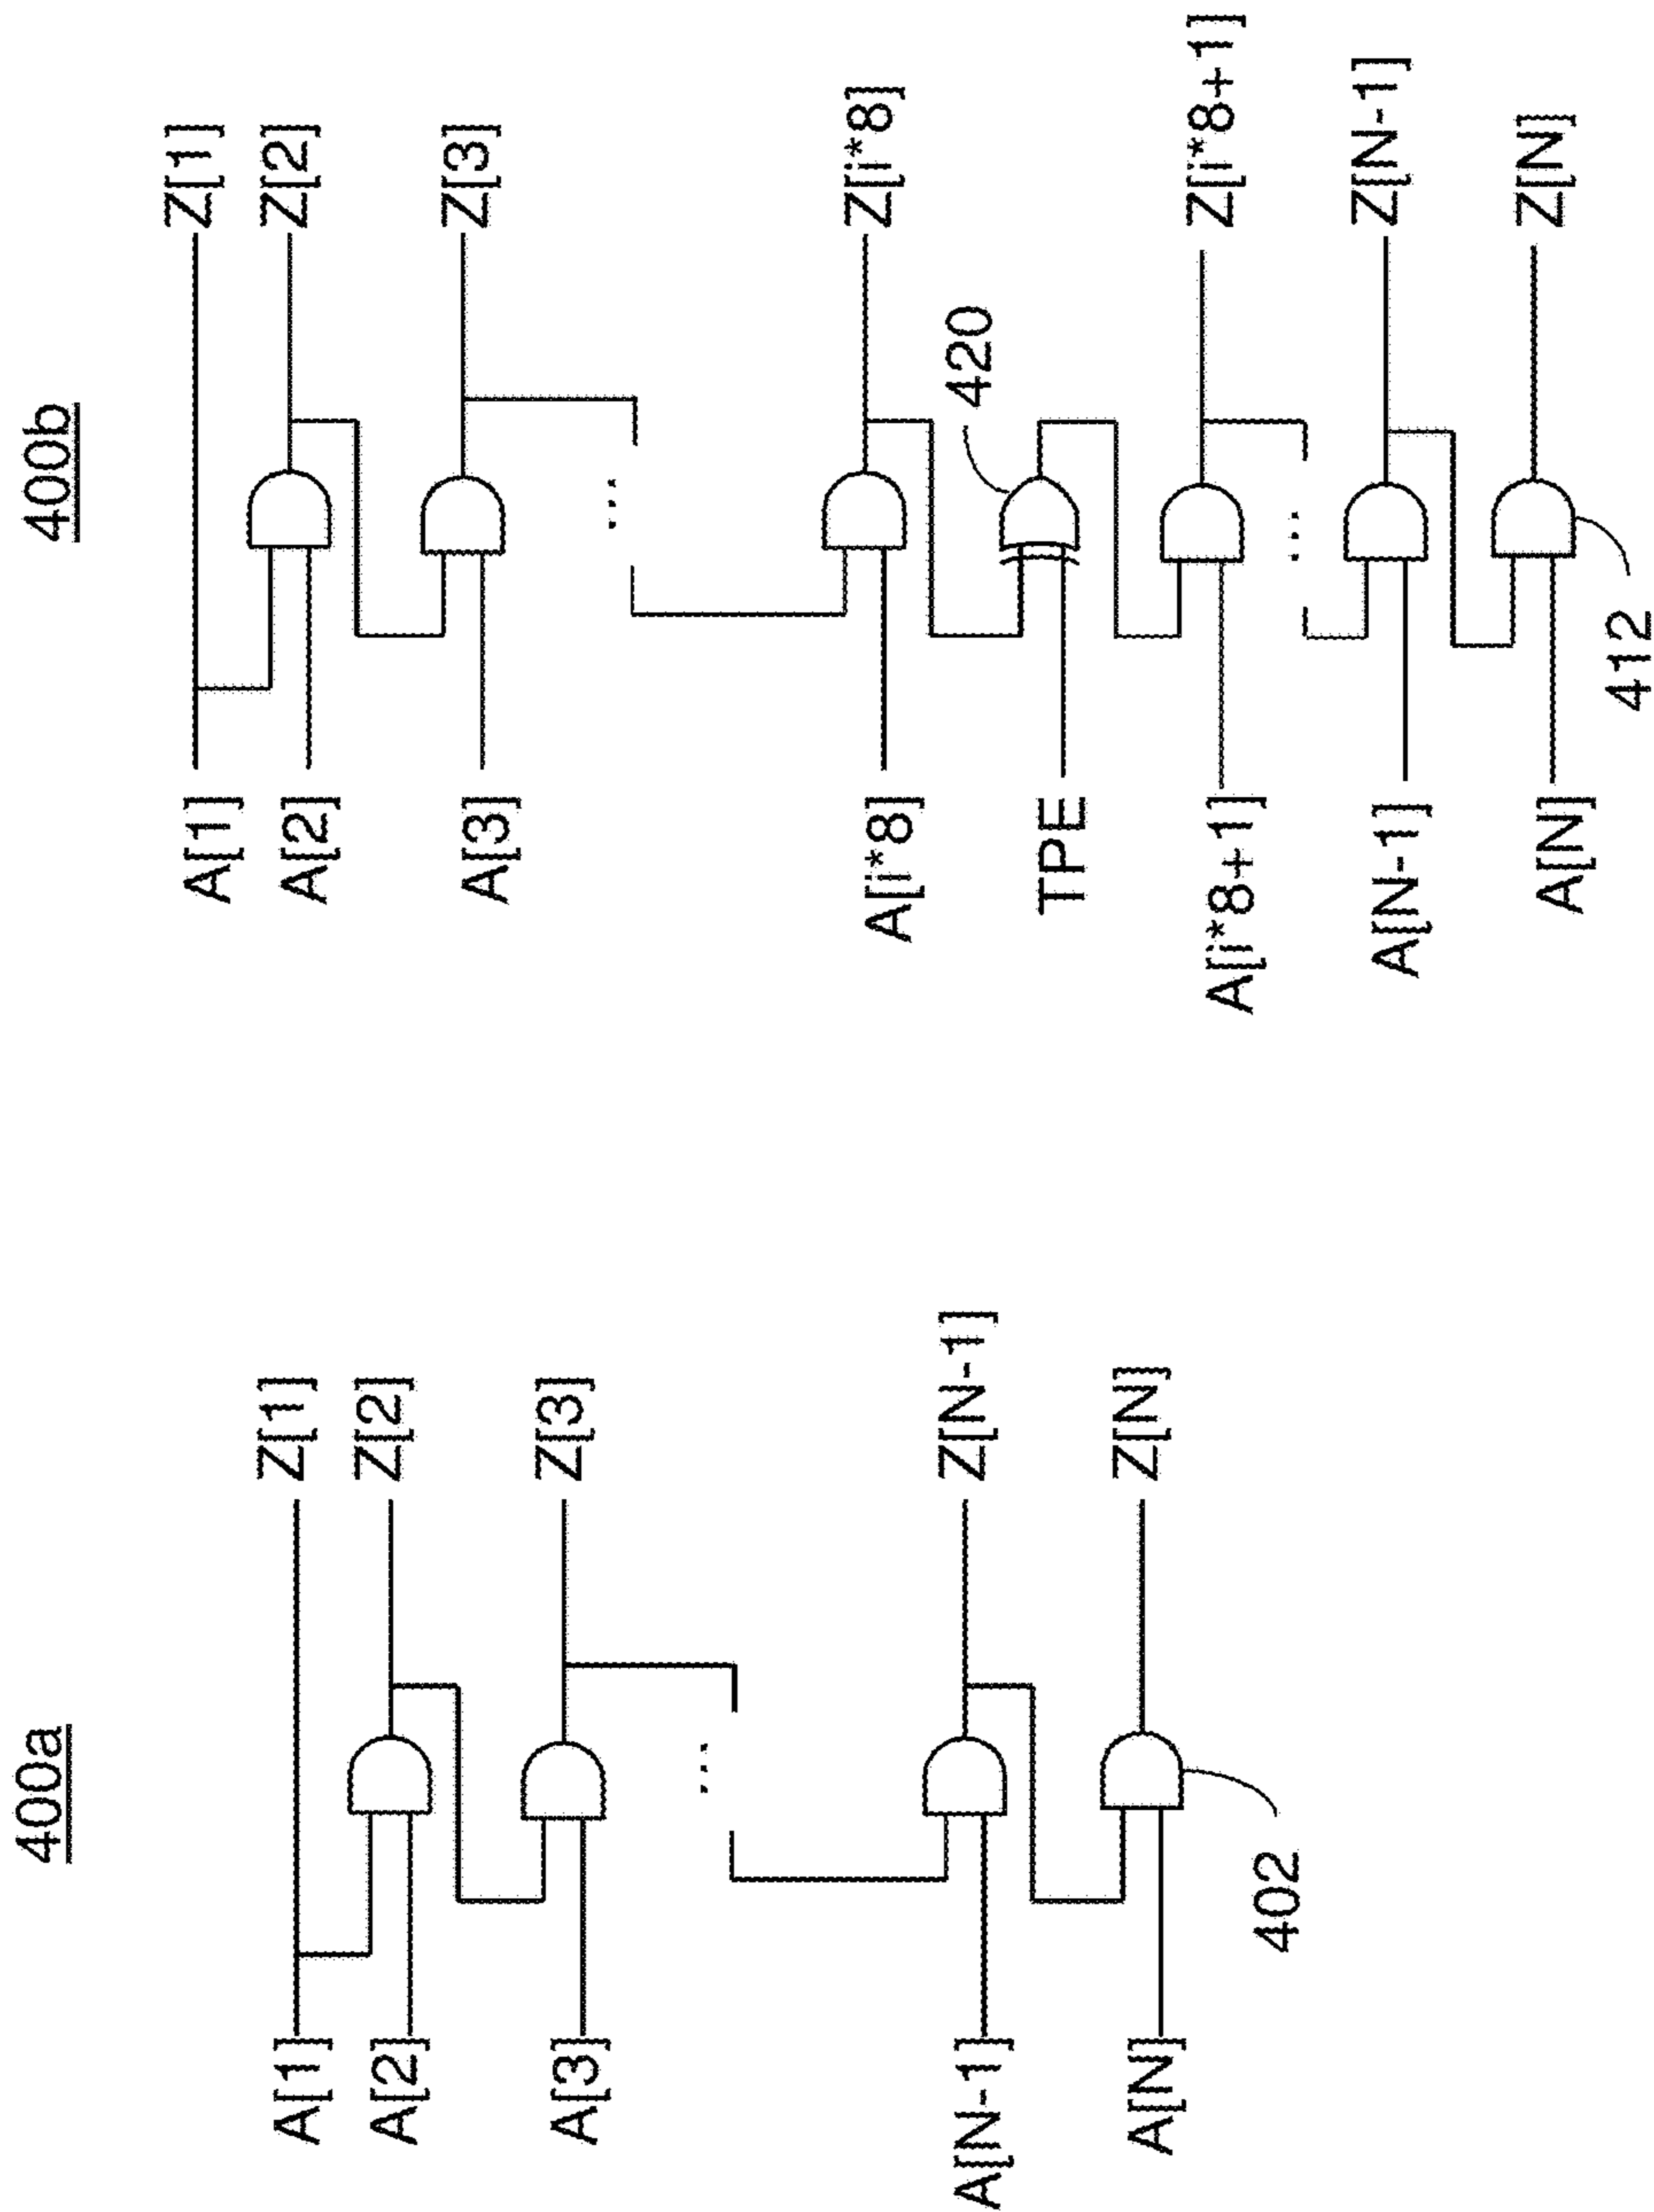 400a
A[1]
Z[1]
A[2]
Z[2]
A[3]
Z[3]
...
A[N-1]
Z[N-1]
A[N]
Z[N]
402
400b
A[1]
Z[1]
A[2]
Z[2]
A[3]
Z[3]
...
A[i*8]
Z[i*8]
420
TPE
A[i*8+1]
Z[i*8+1]
...
A[N-1]
Z[N-1]
A[N]
Z[N]
412